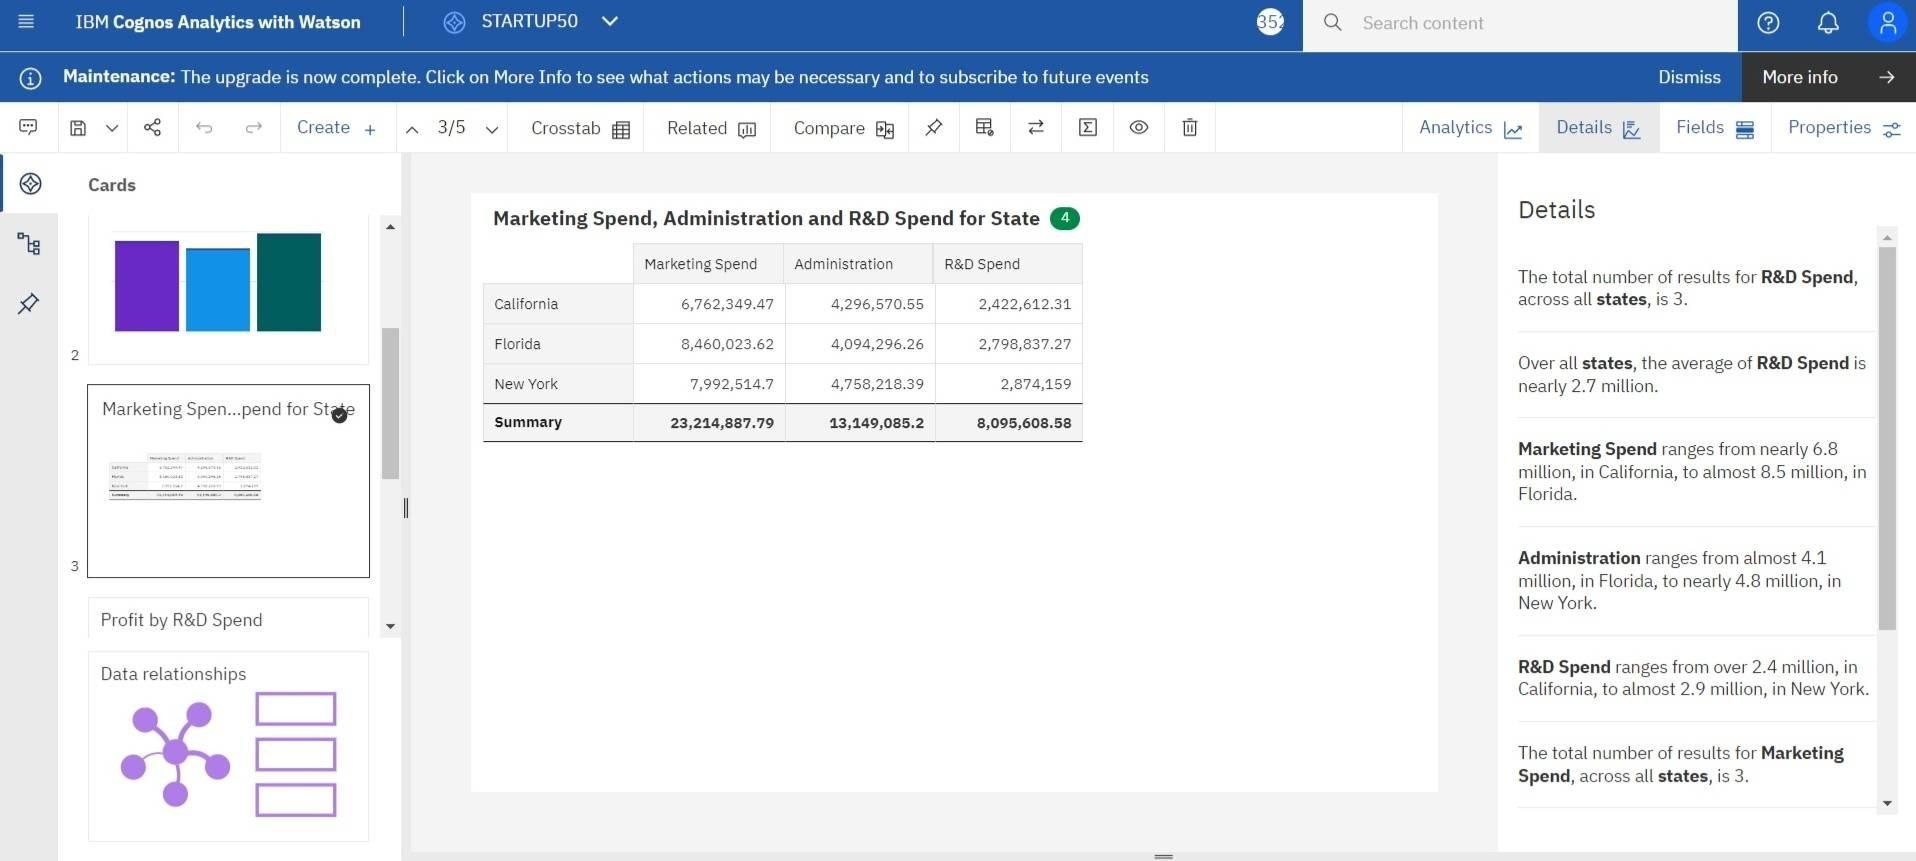 IBM Cognos Analytics with Watson
STARTUP50
352
Search content
Maintenance: The upgrade is now complete. Click on More Info to see what actions may be necessary and to subscribe to future events
Dismiss
More info
Create +
3/5
Crosstab
Related
Compare
Analytics
Details
Fields
Properties
Cards
2
Marketing Spen...pend for State
3
Profit by R&D Spend
Data relationships
Marketing Spend, Administration and R&D Spend for State 4
Marketing Spend Administration R&D Spend
California 6,762,349.47 4,296,570.55 2,422,612.31
Florida 8,460,023.62 4,094,296.26 2,798,837.27
New York 7,992,514.7 4,758,218.39 2,874,159
Summary 23,214,887.79 13,149,085.2 8,095,608.58
Details
The total number of results for R&D Spend,
across all states, is 3.
Over all states, the average of R&D Spend is
nearly 2.7 million.
Marketing Spend ranges from nearly 6.8
million, in California, to almost 8.5 million, in
Florida.
Administration ranges from almost 4.1
million, in Florida, to nearly 4.8 million, in
New York.
R&D Spend ranges from over 2.4 million, in
California, to almost 2.9 million, in New York.
The total number of results for Marketing
Spend, across all states, is 3.